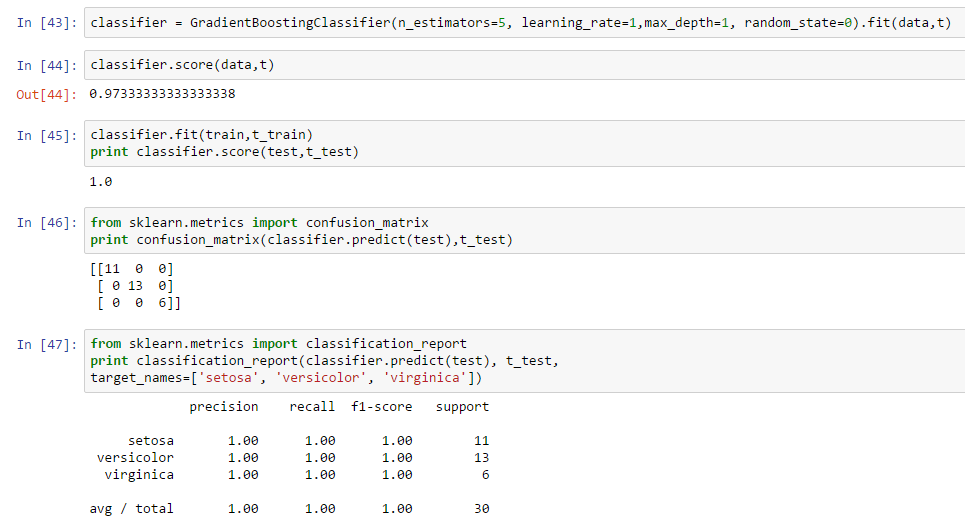 In [43]: classifier = GradientBoostingClassifier(n_estimators=5, learning_rate=1,max_depth=1, random_state=0).fit(data,t)
In [44]: classifier.score(data,t)
Out[44]: 0.97333333333333338
In [45]: classifier.fit(train,t_train)
print classifier.score(test,t_test)
1.0
In [46]: from sklearn.metrics import confusion_matrix
print confusion_matrix(classifier.predict(test),t_test)
[[11  0  0]
 [ 0 13  0]
 [ 0  0  6]]
In [47]: from sklearn.metrics import classification_report
print classification_report(classifier.predict(test), t_test,
target_names=['setosa', 'versicolor', 'virginica'])
             precision    recall  f1-score   support
     setosa       1.00      1.00      1.00        11
 versicolor       1.00      1.00      1.00        13
  virginica       1.00      1.00      1.00         6
avg / total       1.00      1.00      1.00        30